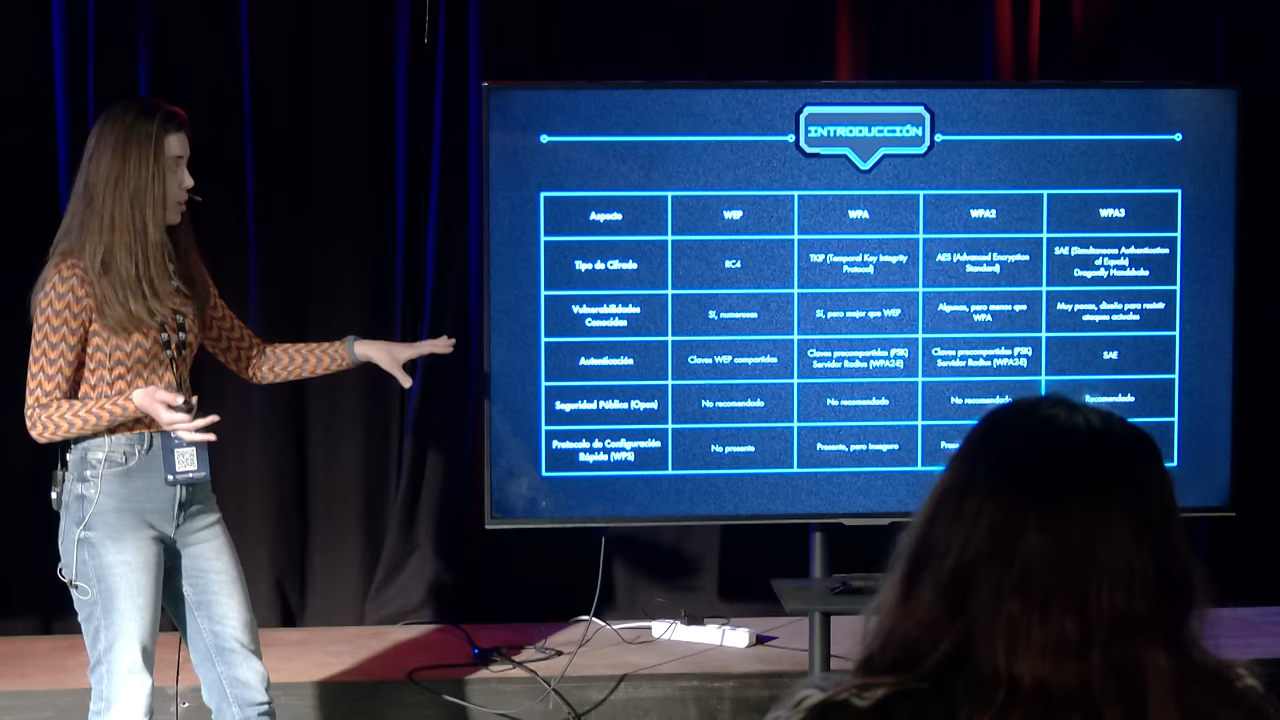 INTRODUCCIÓN
Aspecto WEP WPA WPA2 WPA3
Tipo de Cifrado RC4 TKIP (Temporal Key Integrity Protocol) AES (Advanced Encryption Standard) SAE (Simultaneous Authentication of Equals) Dragonfly Handshake
Vulnerabilidades Conocidas Sí, numerosas Sí, pero mejor que WEP Algunas, pero menos que WPA Muy pocas, diseño para resistir ataques actuales
Autenticación Claves WEP compartidas Claves precompartidas (PSK) Servidor Radius (WPA2-E) Claves precompartidas (PSK) Servidor Radius (WPA2-E) SAE
Seguridad Pública (Open) No recomendado No recomendado No recomendado Recomendado
Protocolo de Configuración Rápida (WPS) No presente Presente, pero inseguro